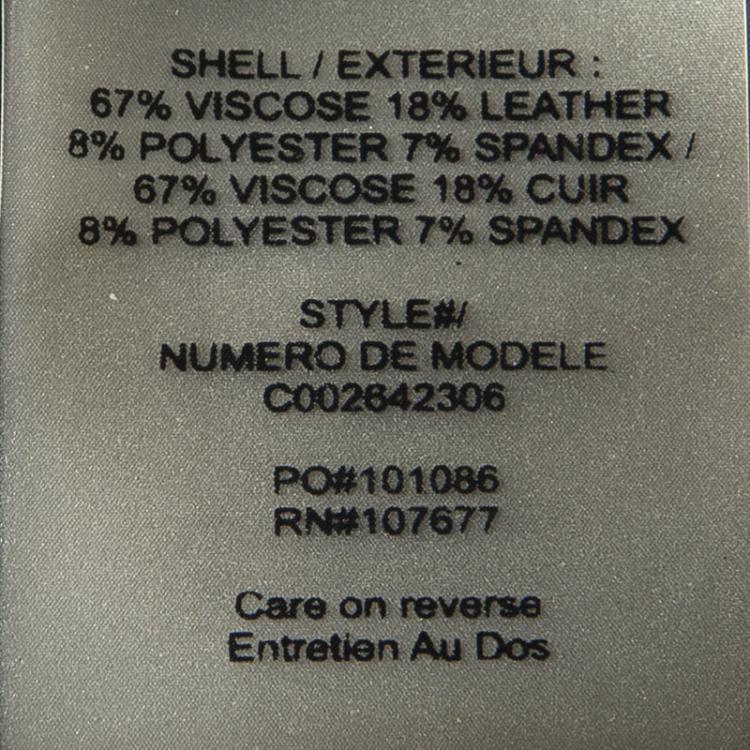 SHELL / EXTERIEUR :
67% VISCOSE 18% LEATHER
8% POLYESTER 7% SPANDEX /
67% VISCOSE 18% CUIR
8% POLYESTER 7% SPANDEX
STYLE#/
NUMERO DE MODELE
C002642306
PO#101086
RN#107677
Care on reverse
Entretien Au Dos